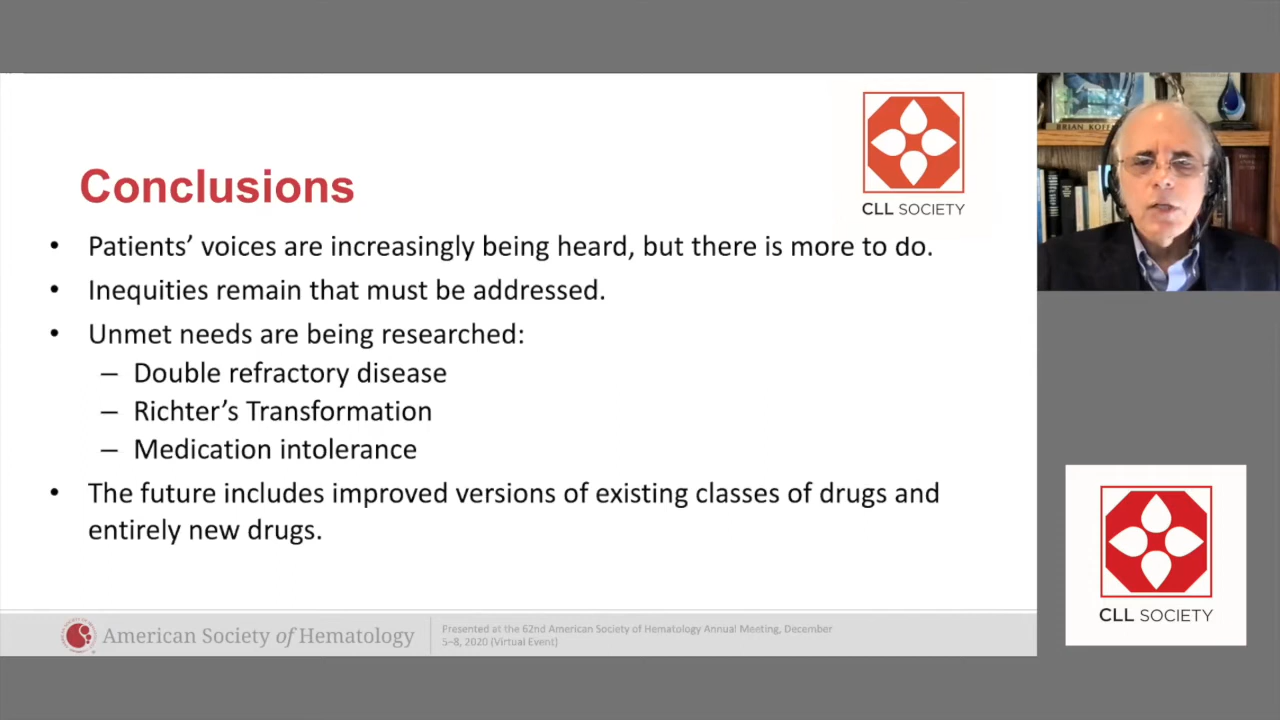 Conclusions
• Patients’ voices are increasingly being heard, but there is more to do.
• Inequities remain that must be addressed.
• Unmet needs are being researched:
– Double refractory disease
– Richter’s Transformation
– Medication intolerance
• The future includes improved versions of existing classes of drugs and
entirely new drugs.
CLL SOCIETY
American Society of Hematology
Presented at the 62nd American Society of Hematology Annual Meeting, December
5–8, 2020 (Virtual Event)
BRIAN
CLL SOCIETY